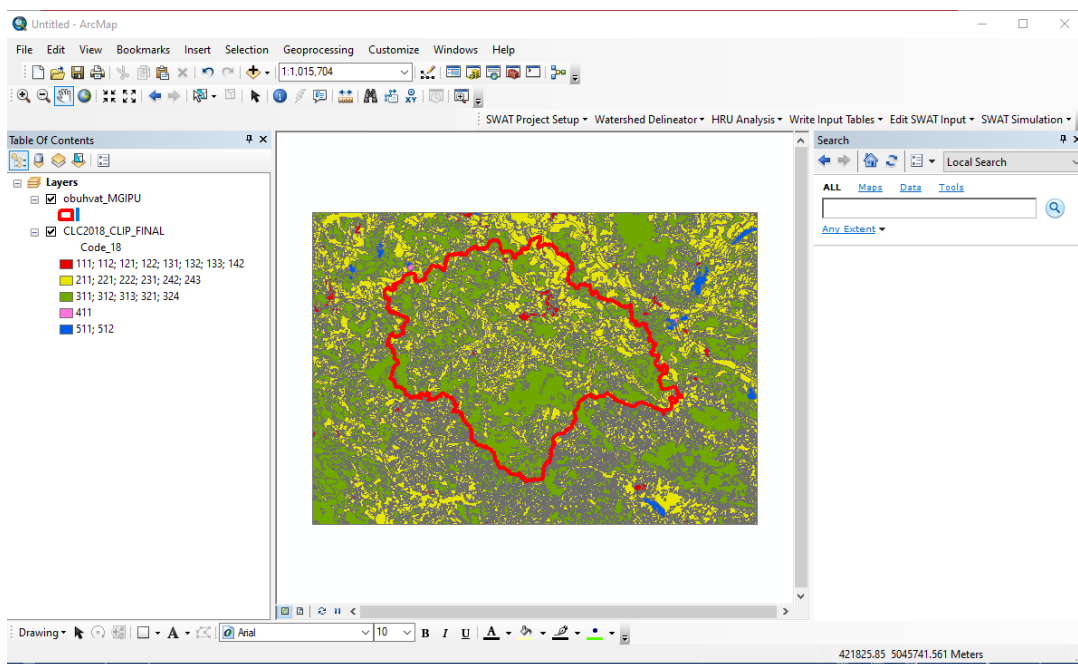 Untitled - ArcMap
File Edit View Bookmarks Insert Selection Geoprocessing Customize Windows Help
1:1,015,704
SWAT Project Setup Watershed Delineator HRU Analysis Write Input Tables Edit SWAT Input SWAT Simulation
Table Of Contents
Layers
obuhvat_MGIPU
CLC2018_CLIP_FINAL
Code_18
111; 112; 121; 122; 131; 132; 133; 142
211; 221; 222; 231; 242; 243
311; 312; 313; 321; 324
411
511; 512
Search
Local Search
ALL Maps Data Tools
Any Extent
Drawing A Arial 10 B I U A
421825.85 5045741.561 Meters